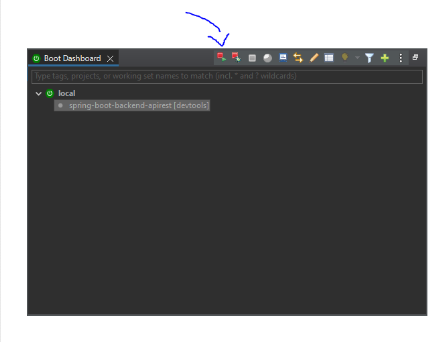 Boot Dashboard
Type tags, projects, or working set names to match (incl. * and ? wildcards)
local
spring-boot-backend-apirest [devtools]